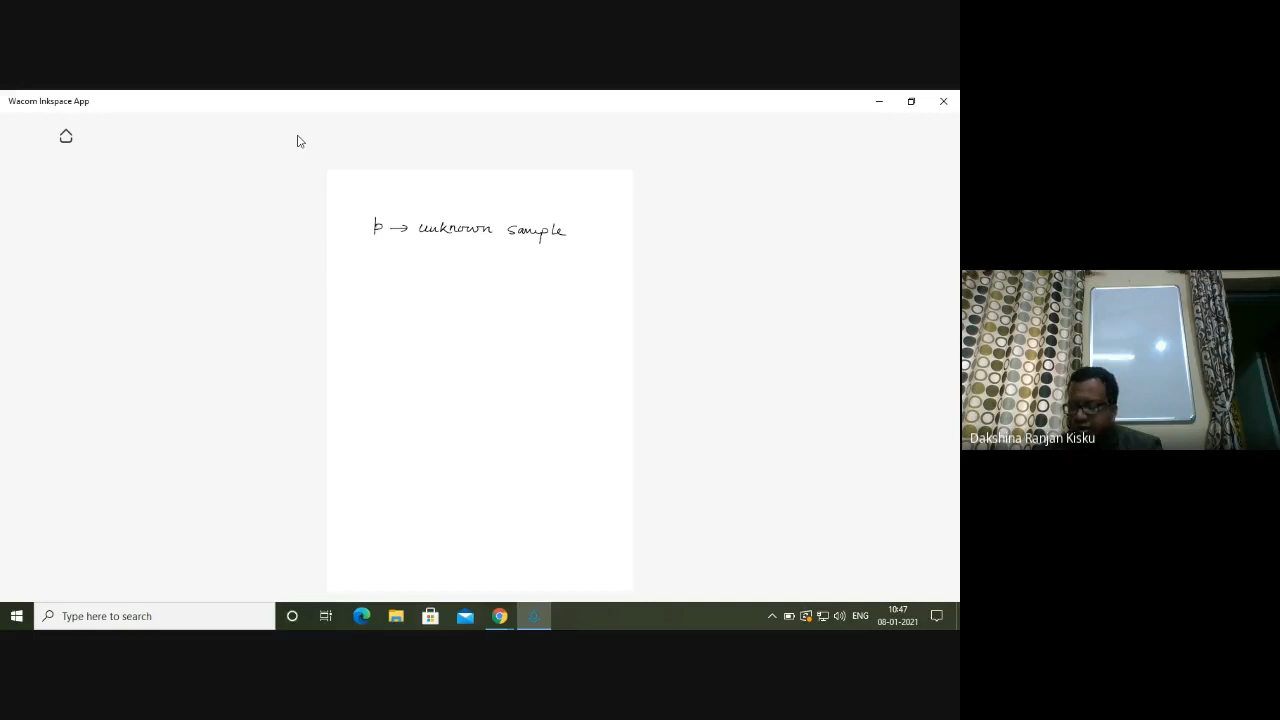 Wacom Inkspace App
p → unknown sample
Dakshina Ranjan Kisku
Type here to search
ENG
10:47
08-01-2021